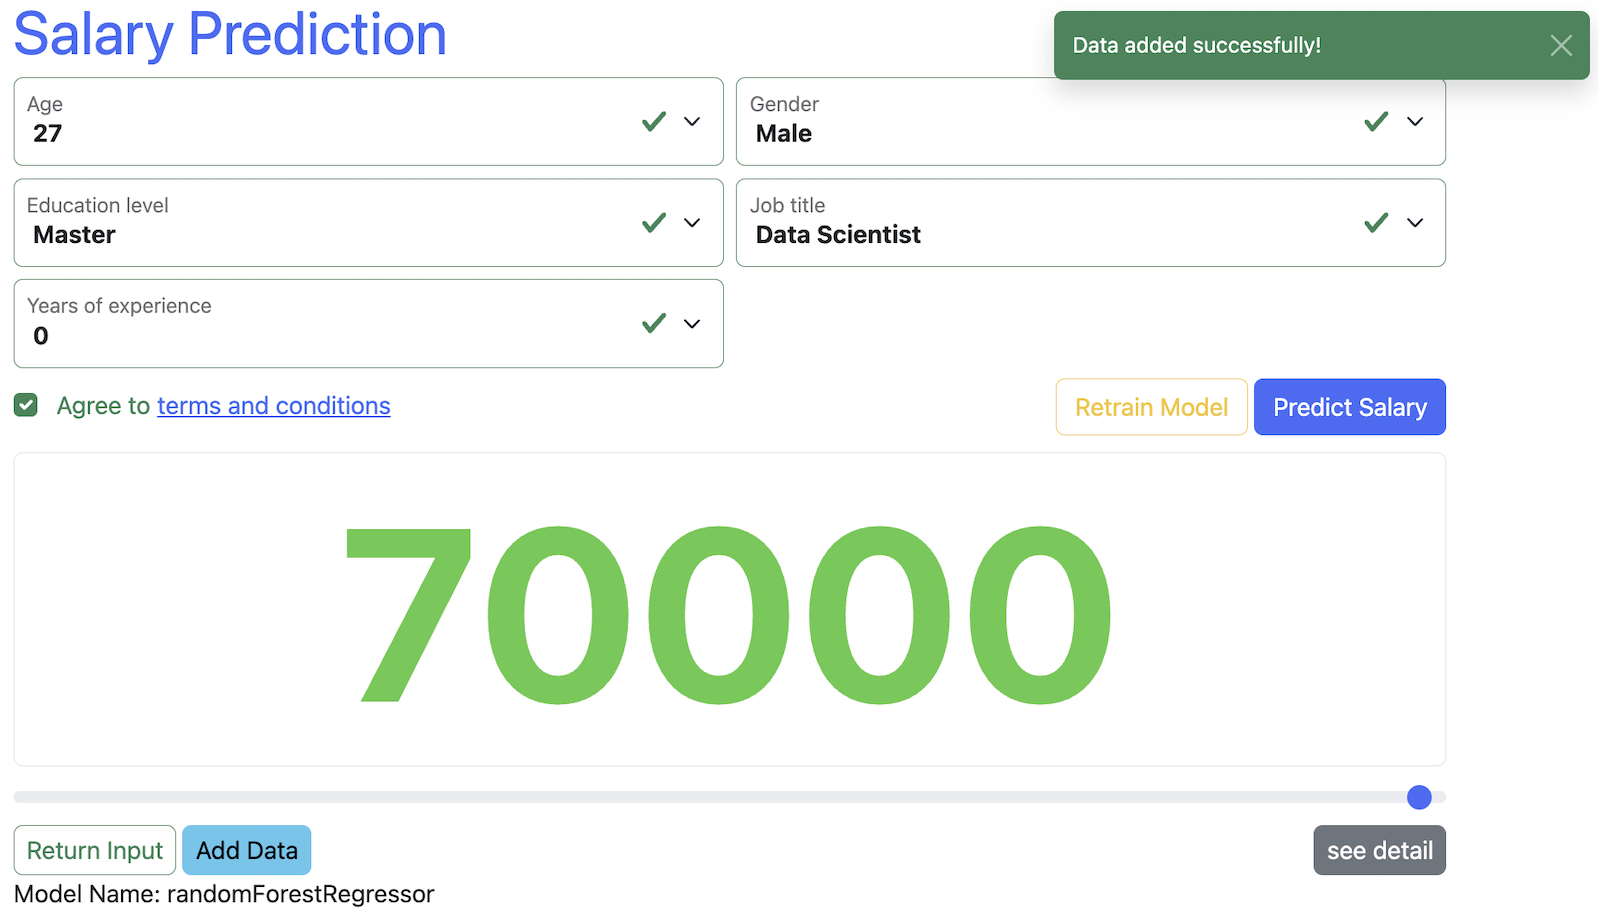 Salary Prediction
Data added successfully!
Age
27
Gender
Male
Education level
Master
Job title
Data Scientist
Years of experience
0
Agree to terms and conditions
Retrain Model
Predict Salary
70000
Return Input
Add Data
see detail
Model Name: randomForestRegressor